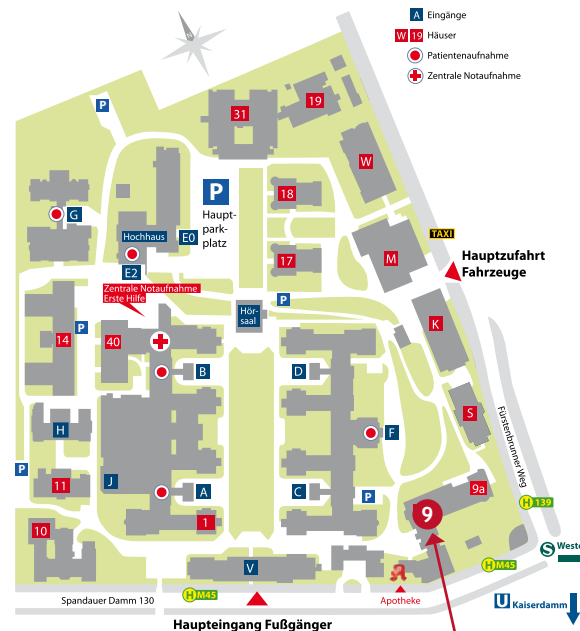 A Eingänge
W 19 Häuser
Patientenaufnahme
Zentrale Notaufnahme
P
31
19
W
G
Hochhaus
E0
E2
P
Haupt-
park-
platz
18
17
M
TAXI
Hauptzufahrt
Fahrzeuge
Zentrale Notaufnahme
Erste Hilfe
P
Hör-
saal
14
P
40
K
B
D
H
J
F
S
Fürstenbrunner Weg
P
11
A
C
P
9a
9
H 139
10
1
V
A
Apotheke
H M45
H M45
S Weste
Spandauer Damm 130
U Kaiserdamm
Haupteingang Fußgänger